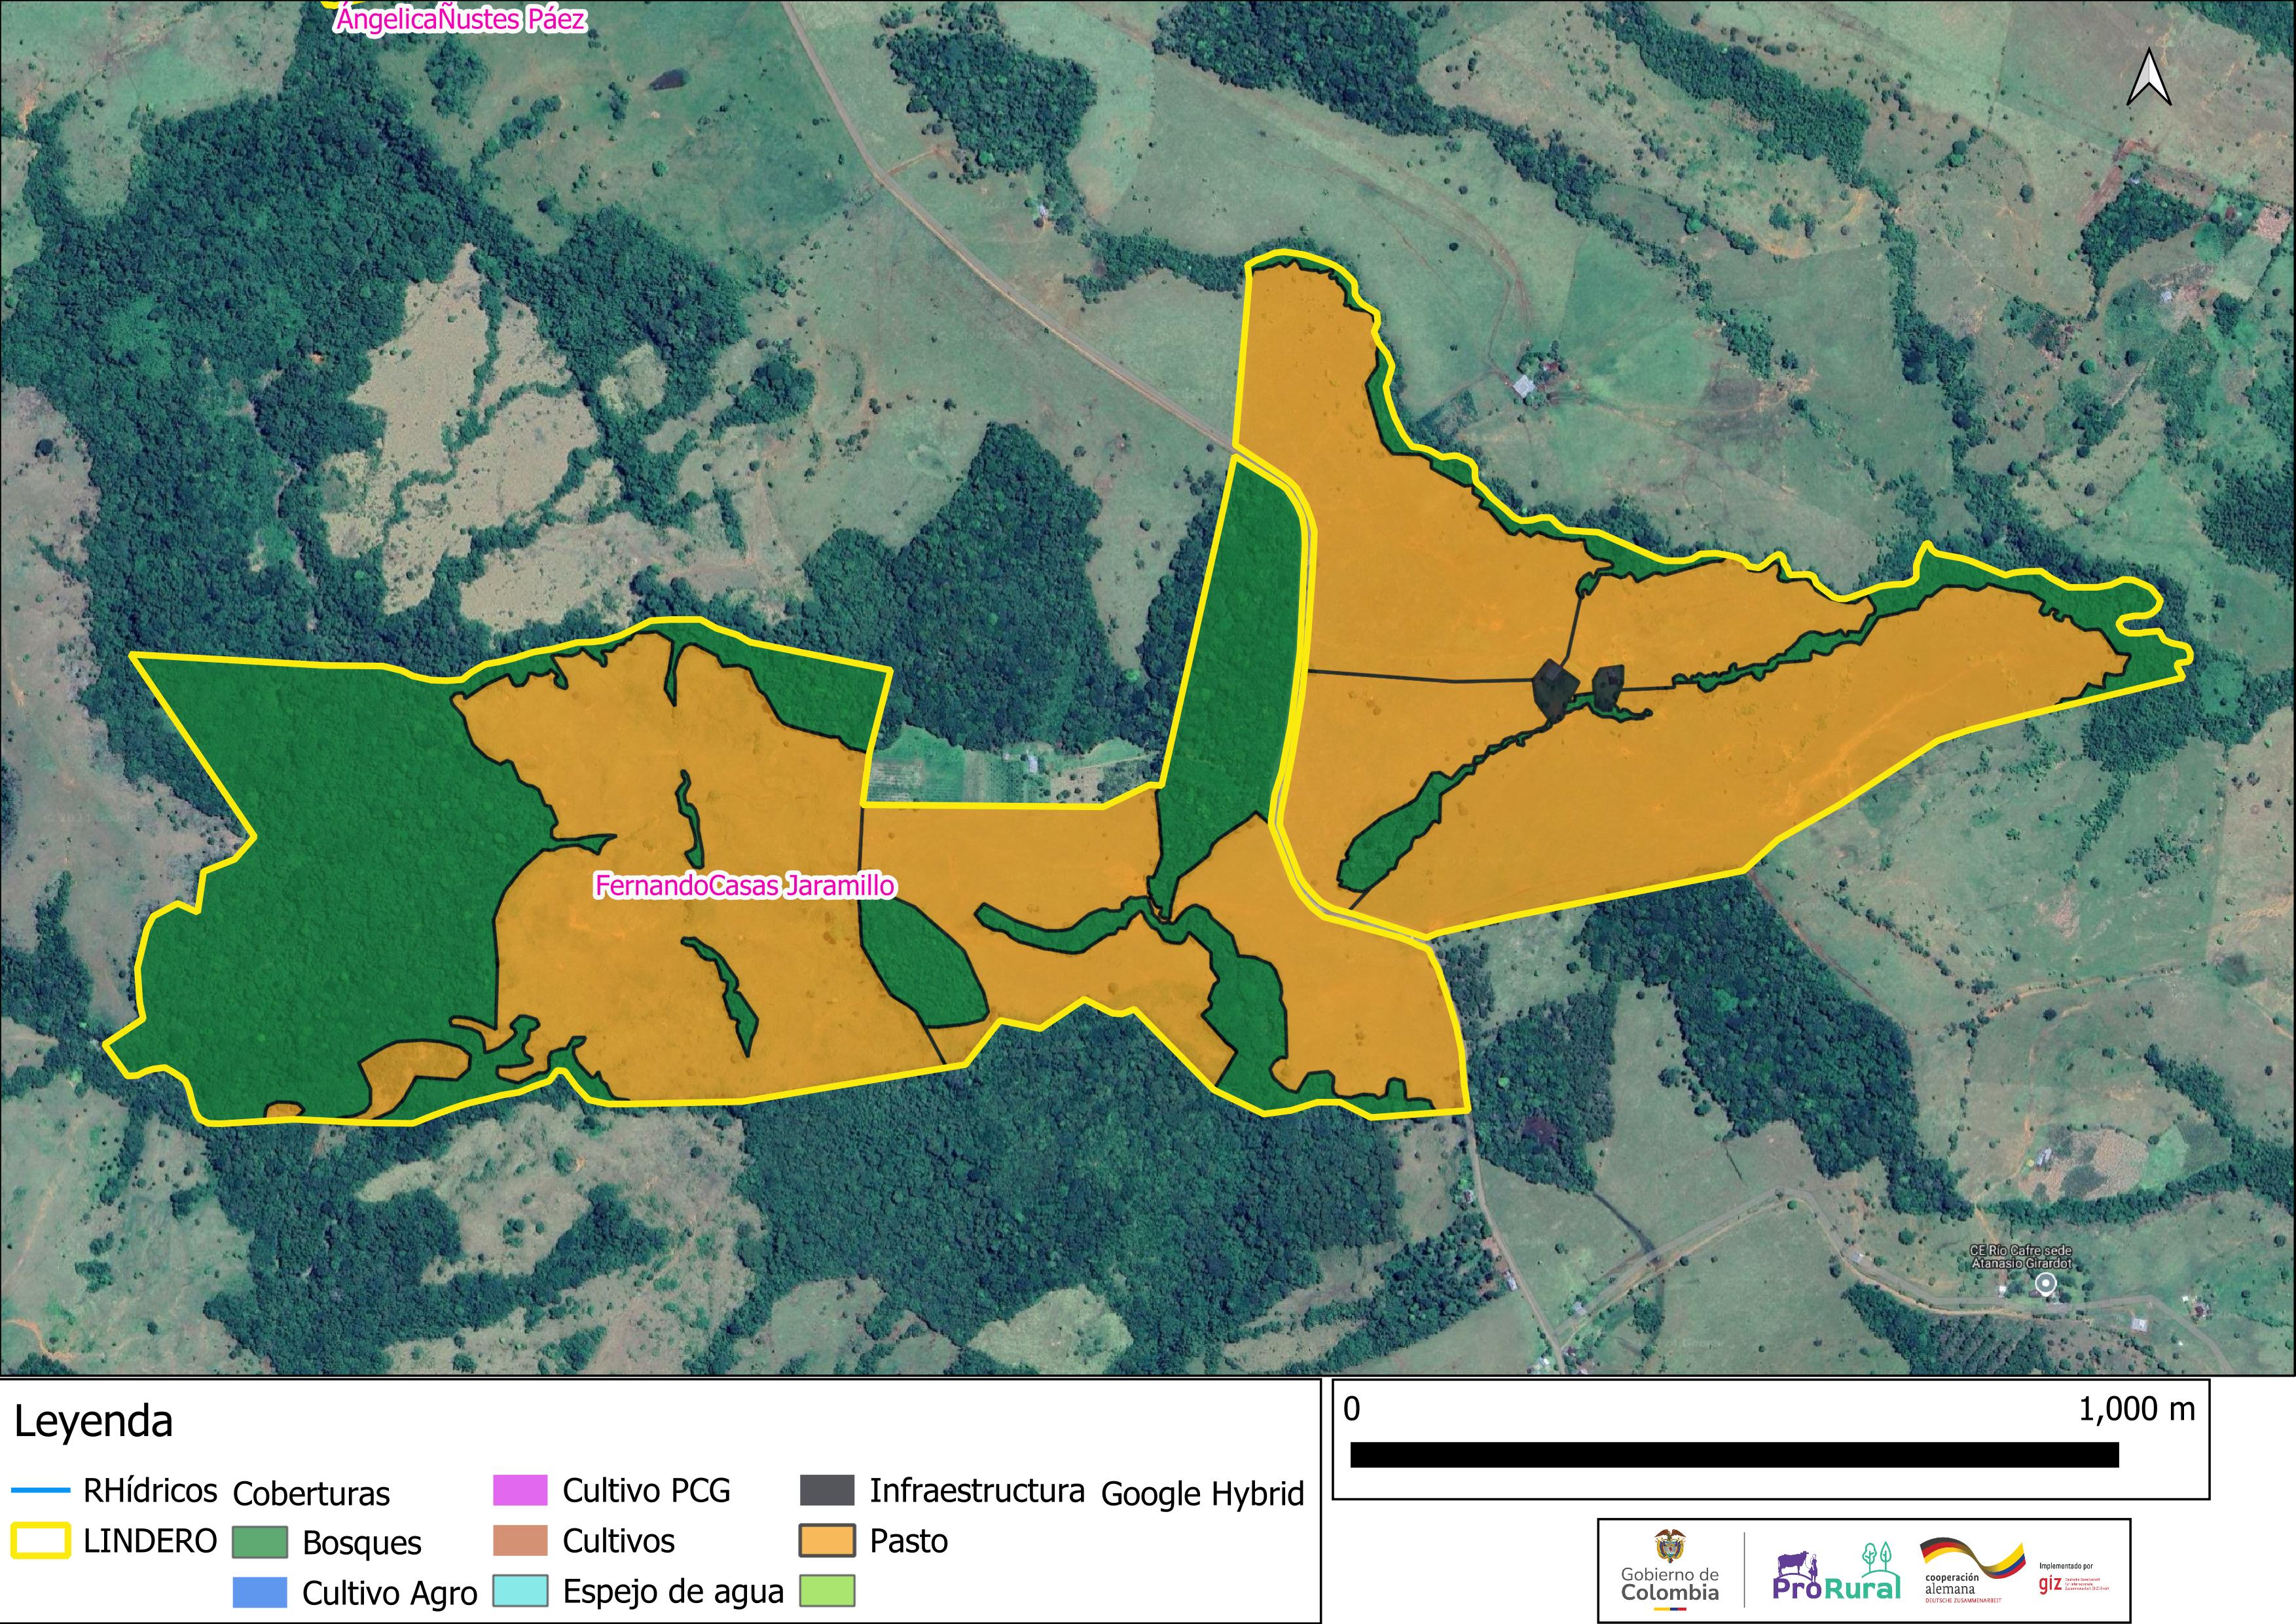 ÁngelicaÑustes Páez
FernandoCasas Jaramillo
CE Rio Cafre sede
Atanasio Girardot
Leyenda
RHídricos
LINDERO
Coberturas
Bosques
Cultivo Agro
Cultivo PCG
Cultivos
Espejo de agua
Infraestructura
Pasto
Google Hybrid
0 1,000 m
Gobierno de
Colombia
ProRural
cooperación
alemana
DEUTSCHE ZUSAMMENARBEIT
Implementado por
giz